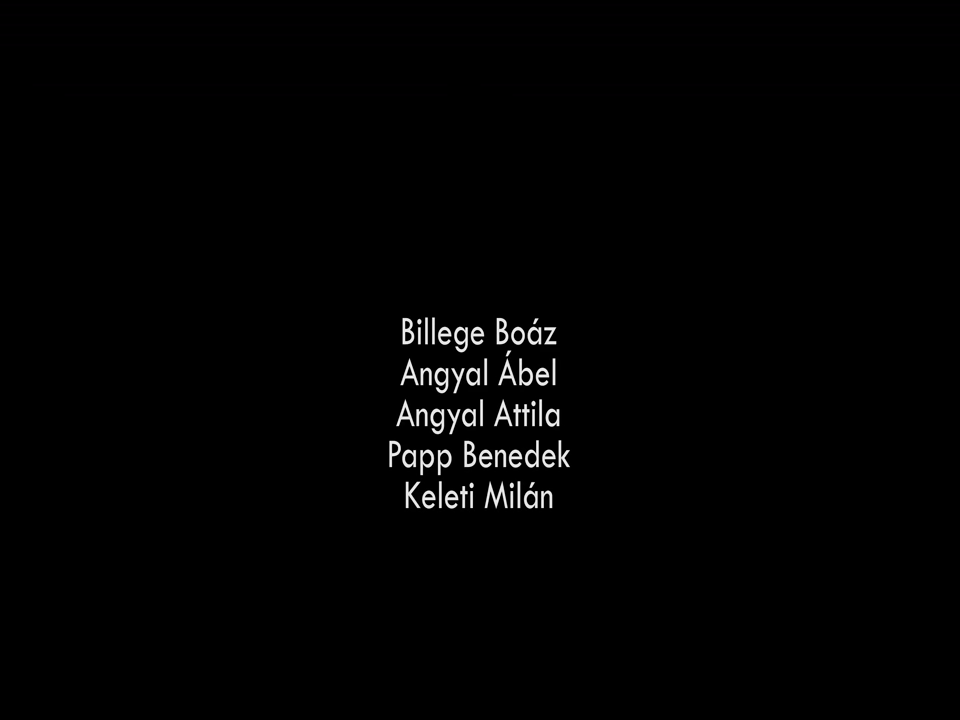 Billege Boáz
Angyal Ábel
Angyal Attila
Papp Benedek
Keleti Milán